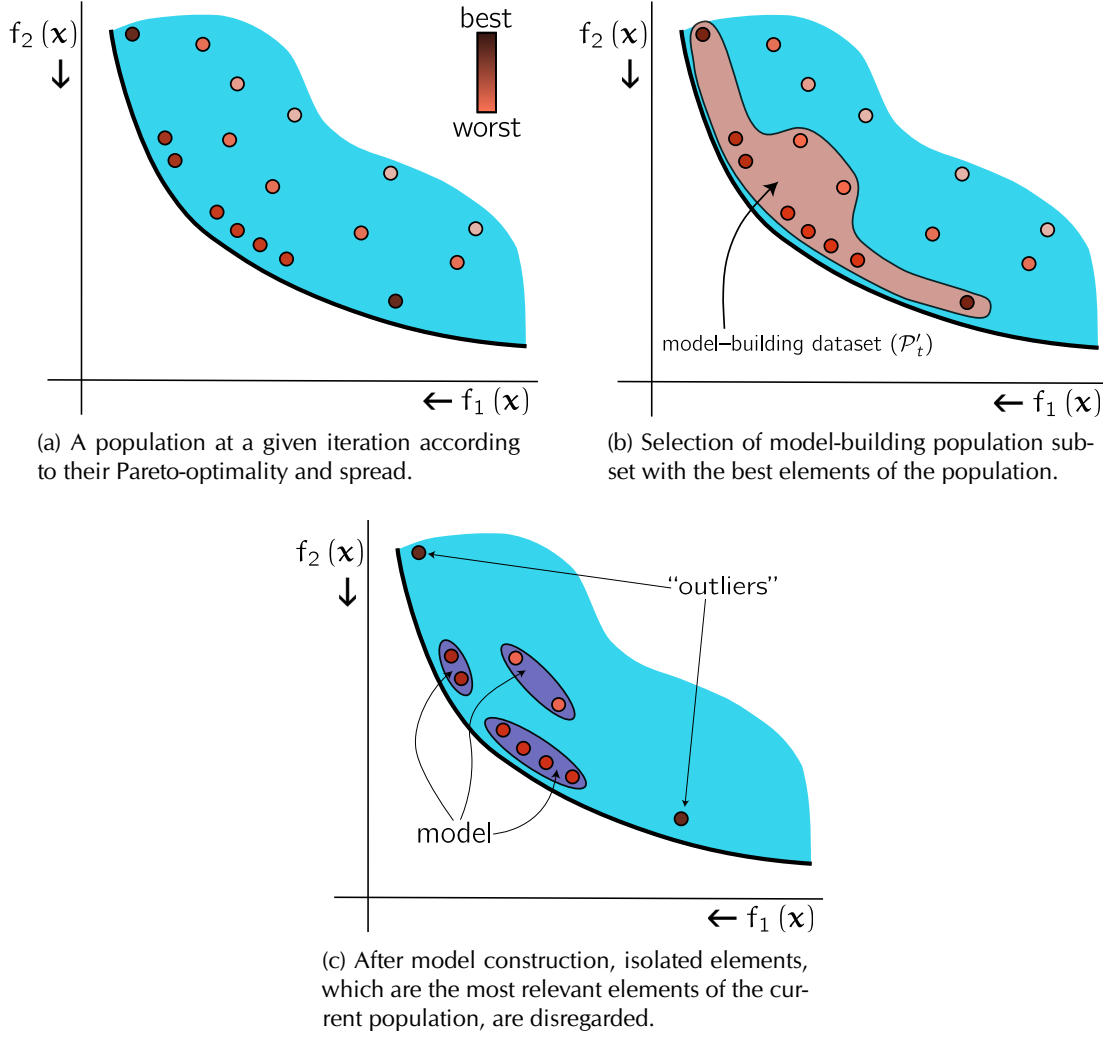 f₂ (x)
↓
best
worst
← f₁ (x)
(a) A population at a given iteration according
to their Pareto-optimality and spread.
f₂ (x)
↓
model–building dataset (𝒫′ₜ)
← f₁ (x)
(b) Selection of model-building population sub-
set with the best elements of the population.
f₂ (x)
↓
“outliers”
model
← f₁ (x)
(c) After model construction, isolated elements,
which are the most relevant elements of the cur-
rent population, are disregarded.